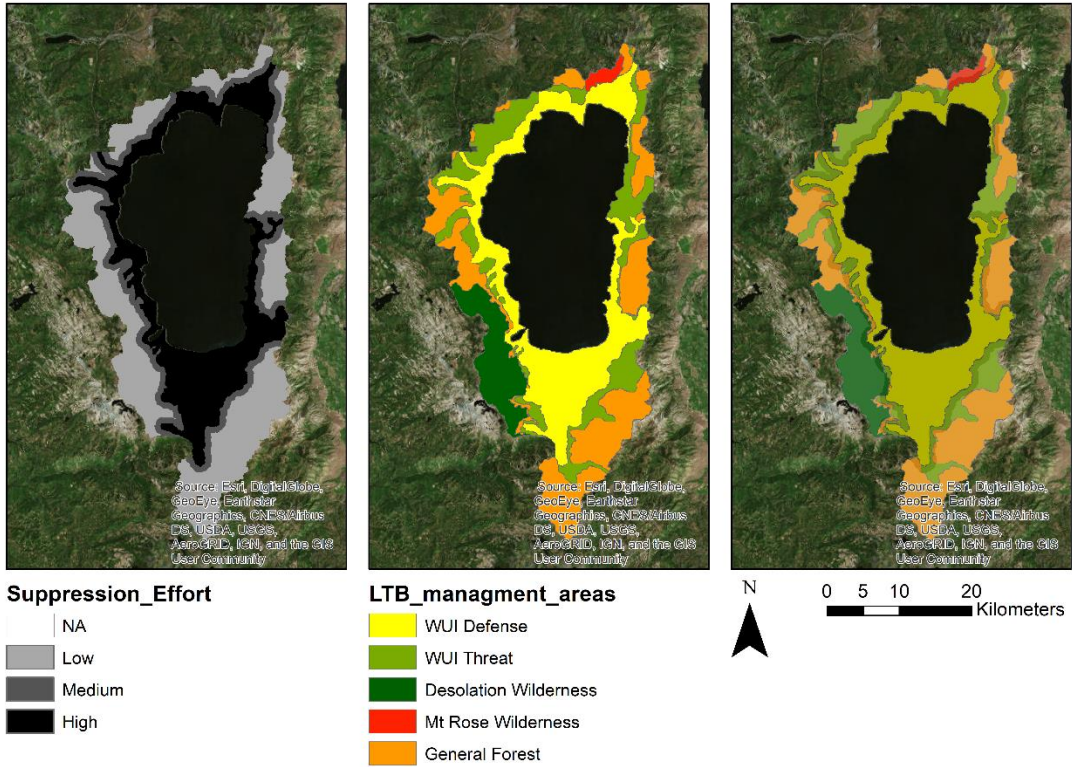 Source: Esri, DigitalGlobe,
GeoEye, Earthstar
Geographics, CNES/Airbus
DS, USDA, USGS,
AeroGRID, IGN, and the GIS
User Community
Source: Esri, DigitalGlobe,
GeoEye, Earthstar
Geographics, CNES/Airbus
DS, USDA, USGS,
AeroGRID, IGN, and the GIS
User Community
Source: Esri, DigitalGlobe,
GeoEye, Earthstar
Geographics, CNES/Airbus
DS, USDA, USGS,
AeroGRID, IGN, and the GIS
User Community
Suppression_Effort
NA
Low
Medium
High
LTB_managment_areas
WUI Defense
WUI Threat
Desolation Wilderness
Mt Rose Wilderness
General Forest
N
0 5 10 20
Kilometers